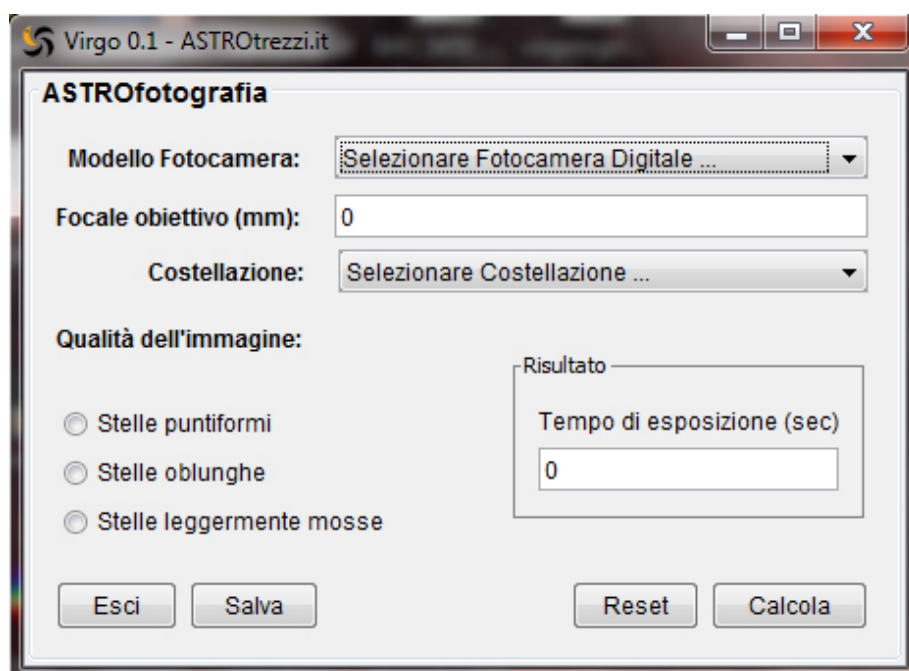 Virgo 0.1 - ASTROtrezzi.it
ASTROfotografia
Modello Fotocamera: Selezionare Fotocamera Digitale ...
Focale obiettivo (mm): 0
Costellazione: Selezionare Costellazione ...
Qualità dell'immagine:
Risultato
Stelle puntiformi
Tempo di esposizione (sec)
Stelle oblunghe
0
Stelle leggermente mosse
Esci Salva Reset Calcola